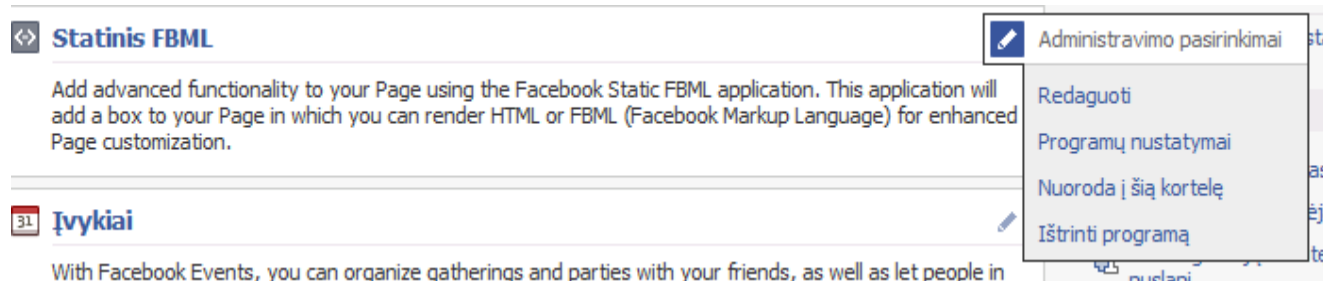 Statinis FBML
Administravimo pasirinkimai
Add advanced functionality to your Page using the Facebook Static FBML application. This application will
add a box to your Page in which you can render HTML or FBML (Facebook Markup Language) for enhanced
Page customization.
Redaguoti
Programų nustatymai
Nuoroda į šią kortelę
Ištrinti programą
31 Įvykiai
With Facebook Events, you can organize gatherings and parties with your friends, as well as let people in